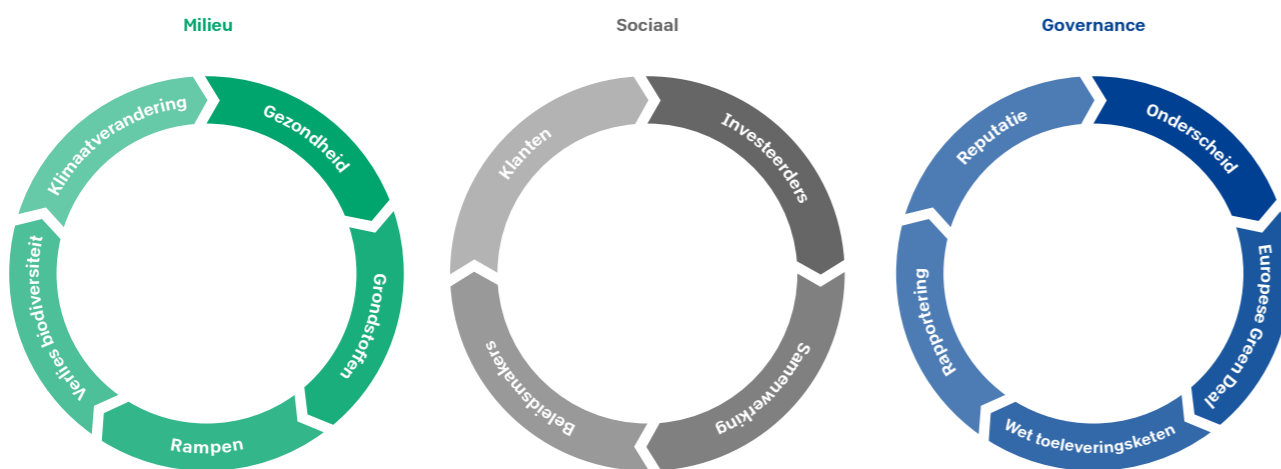 Milieu
Klimaatverandering
Gezondheid
Grondstoffen
Rampen
Verlies biodiversiteit
Sociaal
Klanten
Investeerders
Samenwerking
Beleidsmakers
Governance
Reputatie
Onderscheid
Europese Green Deal
Wet toeleveringsketen
Rapportering